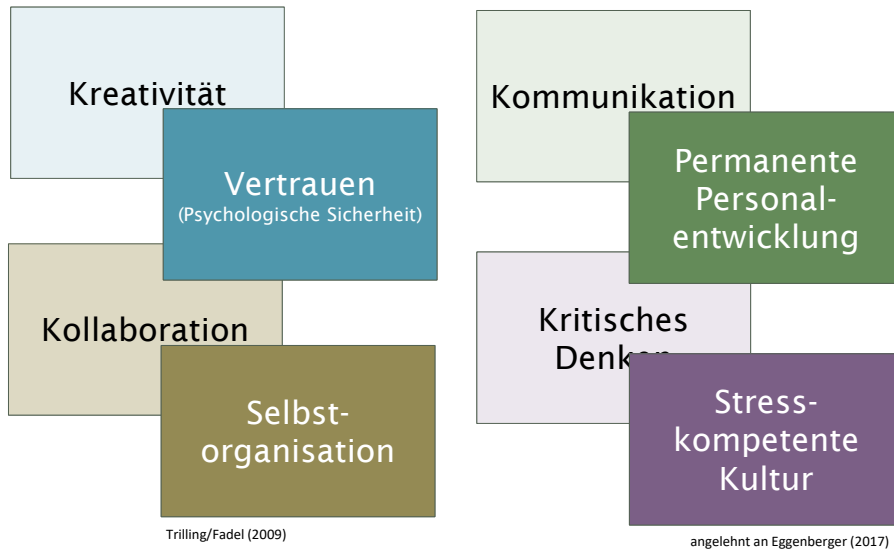 Kreativität
Vertrauen
(Psychologische Sicherheit)
Kollaboration
Selbst-
organisation
Trilling/Fadel (2009)
Kommunikation
Permanente
Personal-
entwicklung
Kritisches
Denken
Stress-
kompetente
Kultur
angelehnt an Eggenberger (2017)